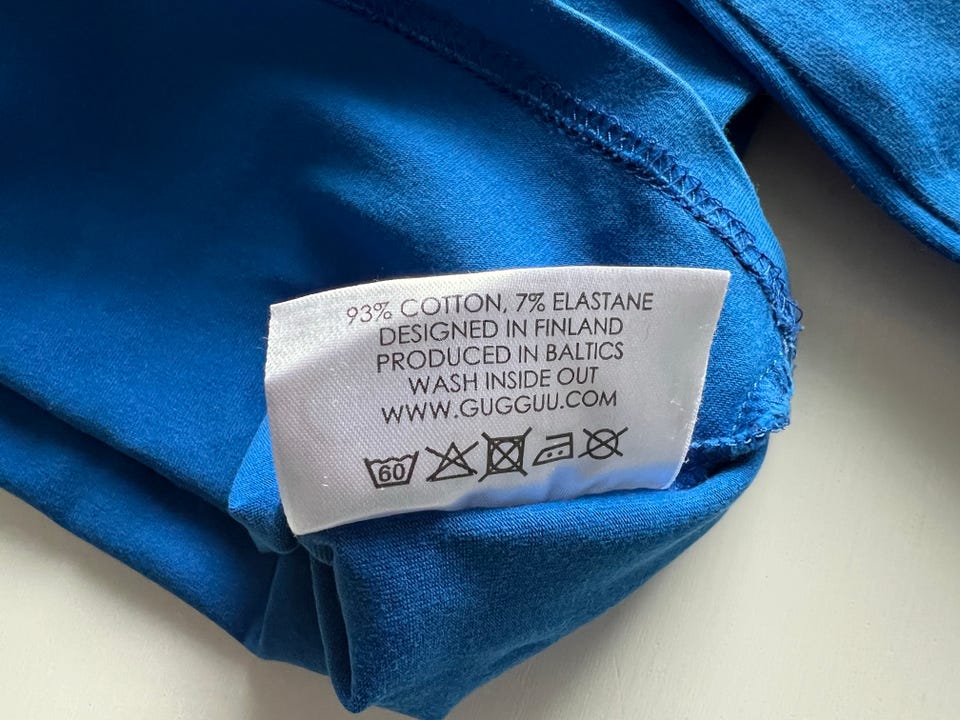 93% COTTON, 7% ELASTANE
DESIGNED IN FINLAND
PRODUCED IN BALTICS
WASH INSIDE OUT
WWW.GUGGUU.COM
60